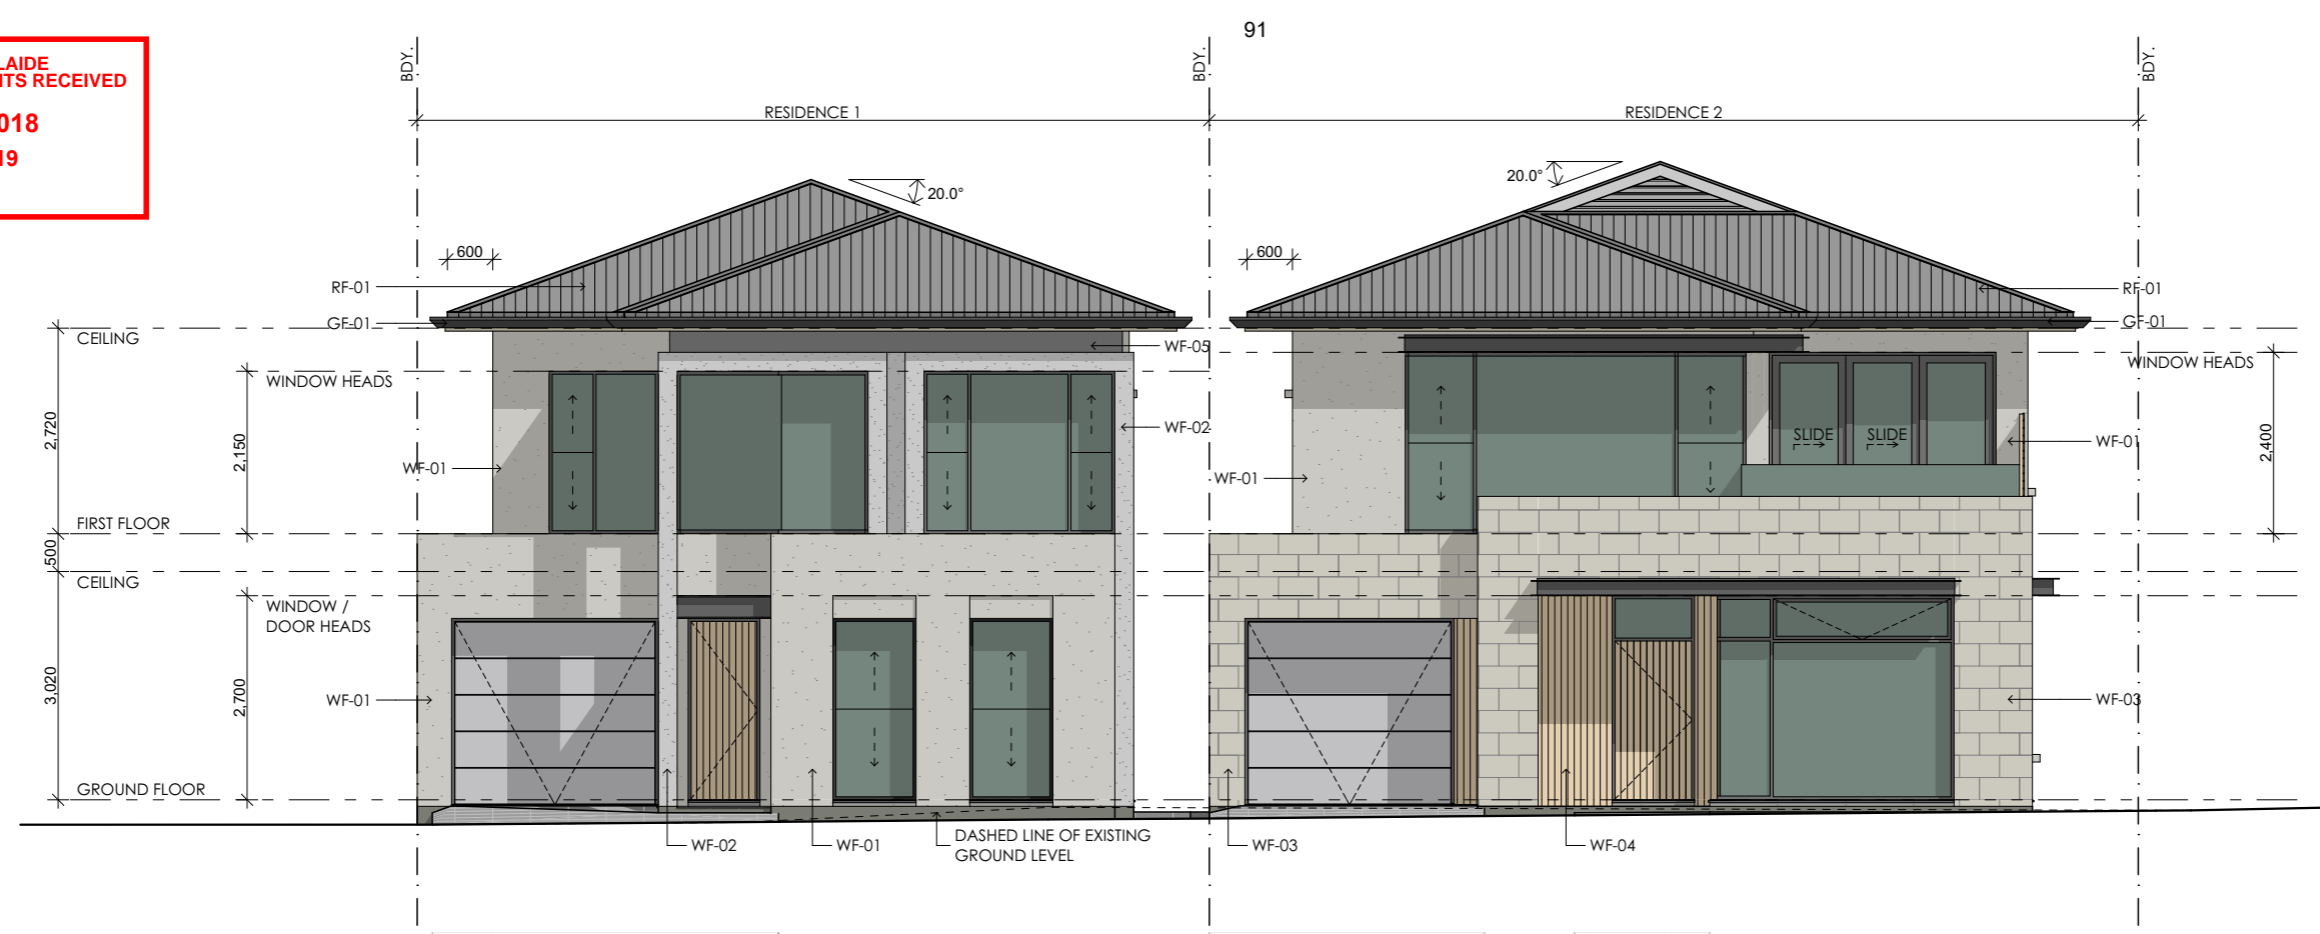 91
LAIDE
NTS RECEIVED
018
19
BDY.
BDY.
BDY.
RESIDENCE 1
RESIDENCE 2
20.0°
20.0°
600
600
RF-01
RF-01
GF-01
GF-01
CEILING
WF-05
WINDOW HEADS
WINDOW HEADS
2,720
2,150
2,400
WF-02
WF-01
WF-01
SLIDE
SLIDE
WF-01
FIRST FLOOR
500
CEILING
WINDOW /
DOOR HEADS
3,020
2,700
WF-01
WF-03
GROUND FLOOR
WF-02
WF-01
DASHED LINE OF EXISTING
GROUND LEVEL
WF-03
WF-04